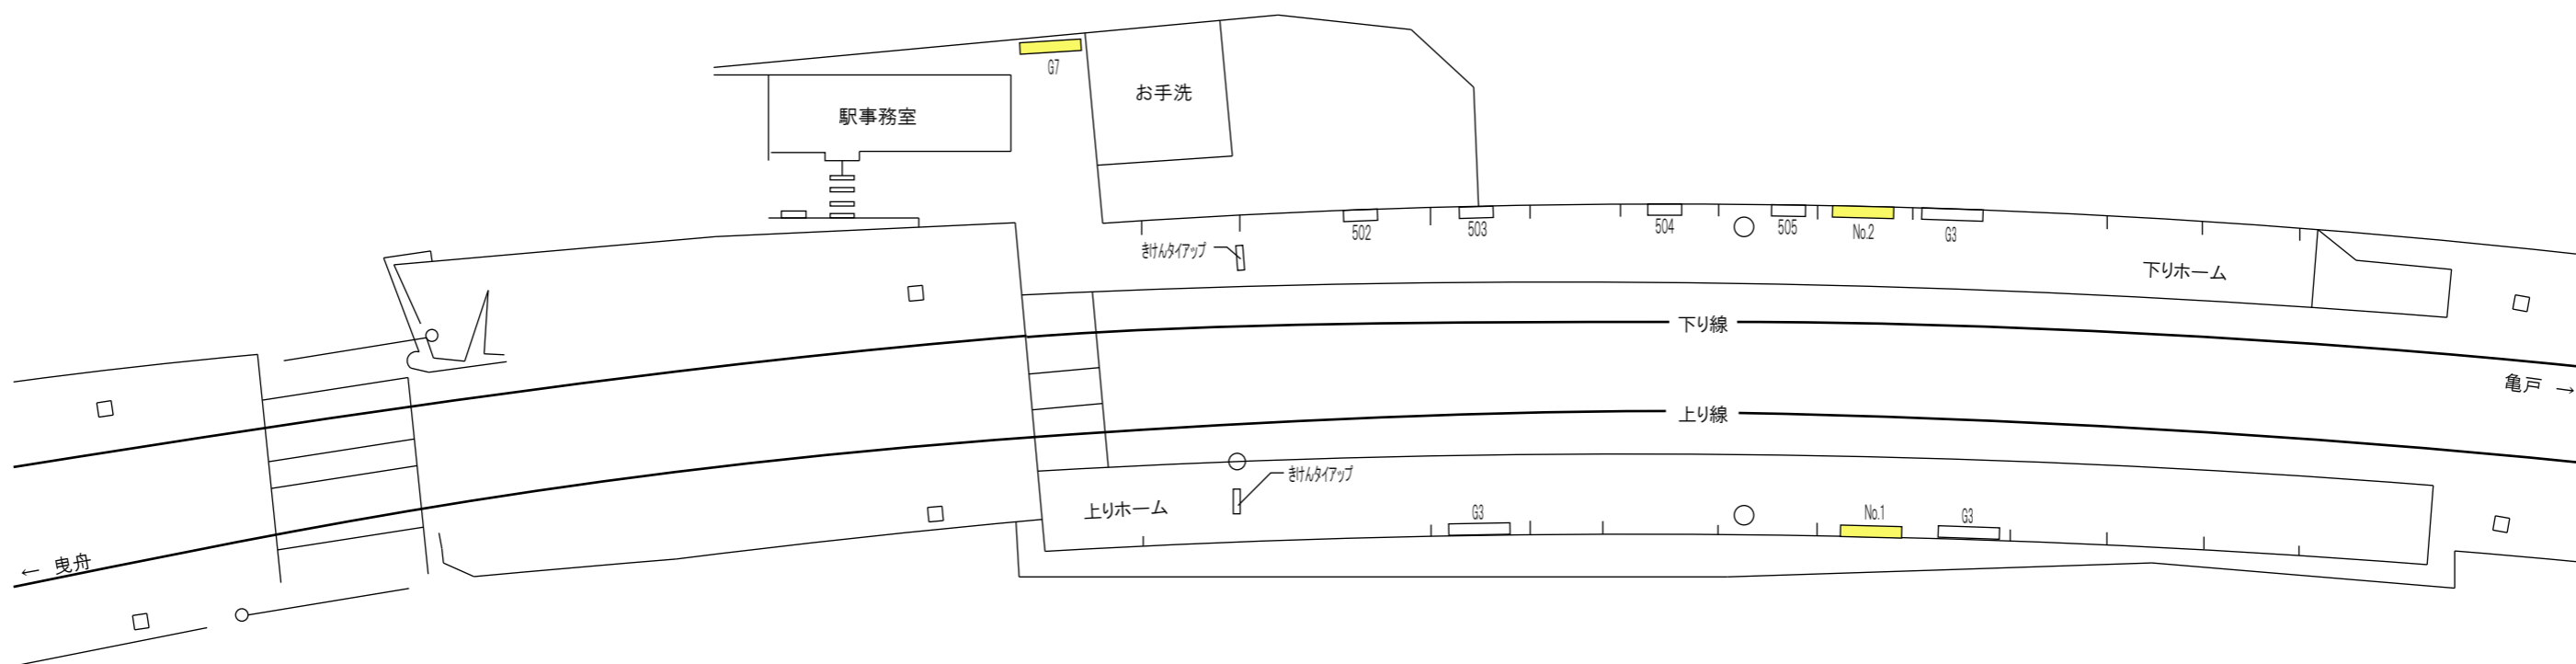 G7
お手洗
駅事務室
502
503
504
505
No.2
G3
きけんタイアップ
下りホーム
下り線
亀戸 →
上り線
きけんタイアップ
上りホーム
G3
No.1
G3
← 曳舟